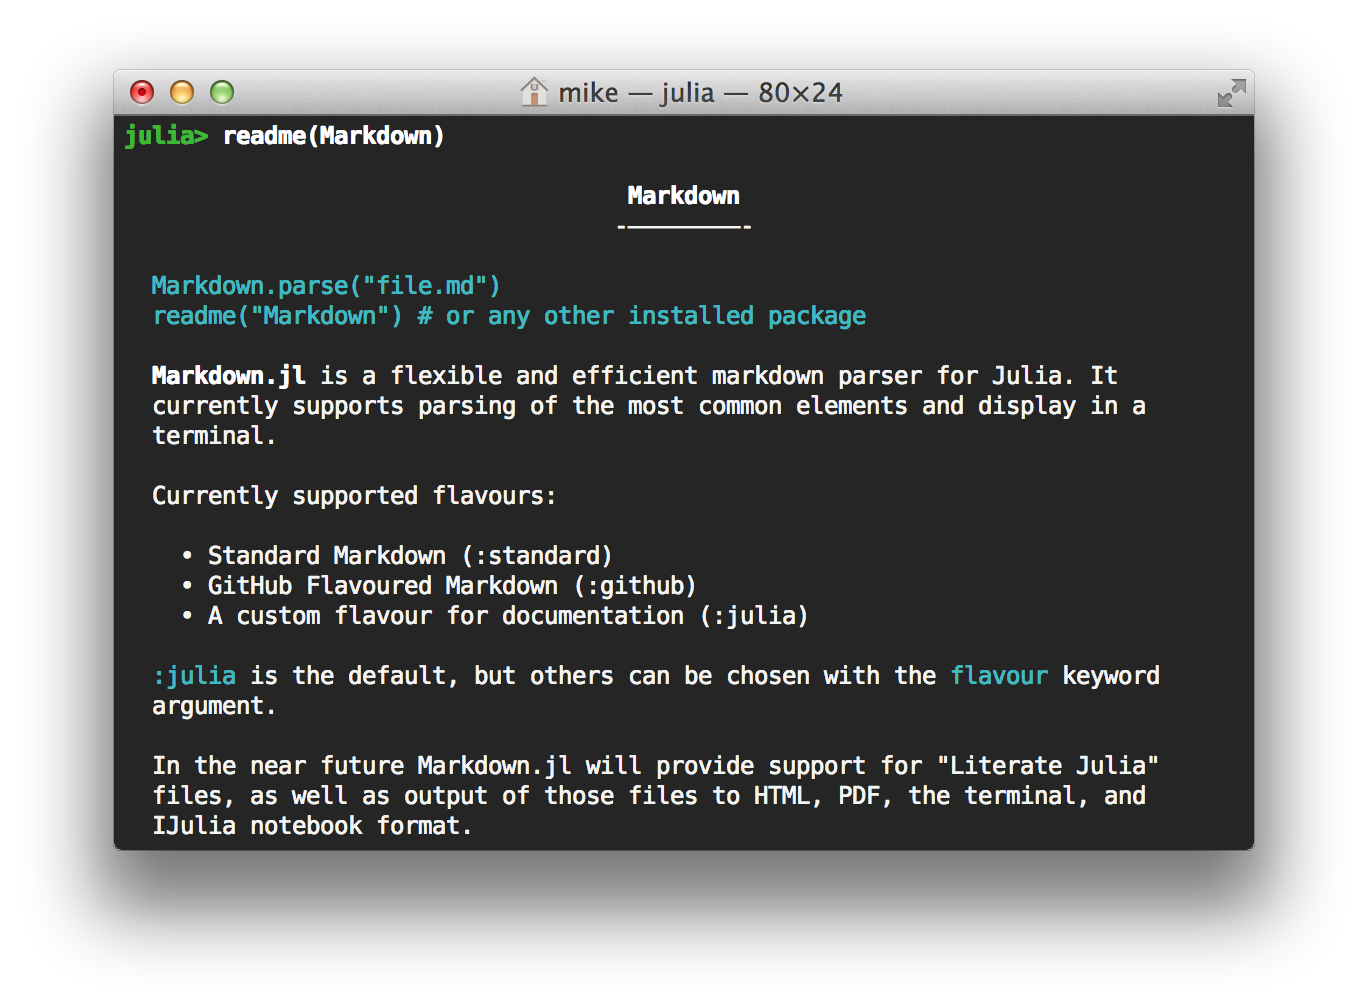 mike — julia — 80×24
julia> readme(Markdown)
Markdown
Markdown.parse("file.md")
readme("Markdown") # or any other installed package
Markdown.jl is a flexible and efficient markdown parser for Julia. It
currently supports parsing of the most common elements and display in a
terminal.
Currently supported flavours:
• Standard Markdown (:standard)
• GitHub Flavoured Markdown (:github)
• A custom flavour for documentation (:julia)
:julia is the default, but others can be chosen with the flavour keyword
argument.
In the near future Markdown.jl will provide support for "Literate Julia"
files, as well as output of those files to HTML, PDF, the terminal, and
IJulia notebook format.